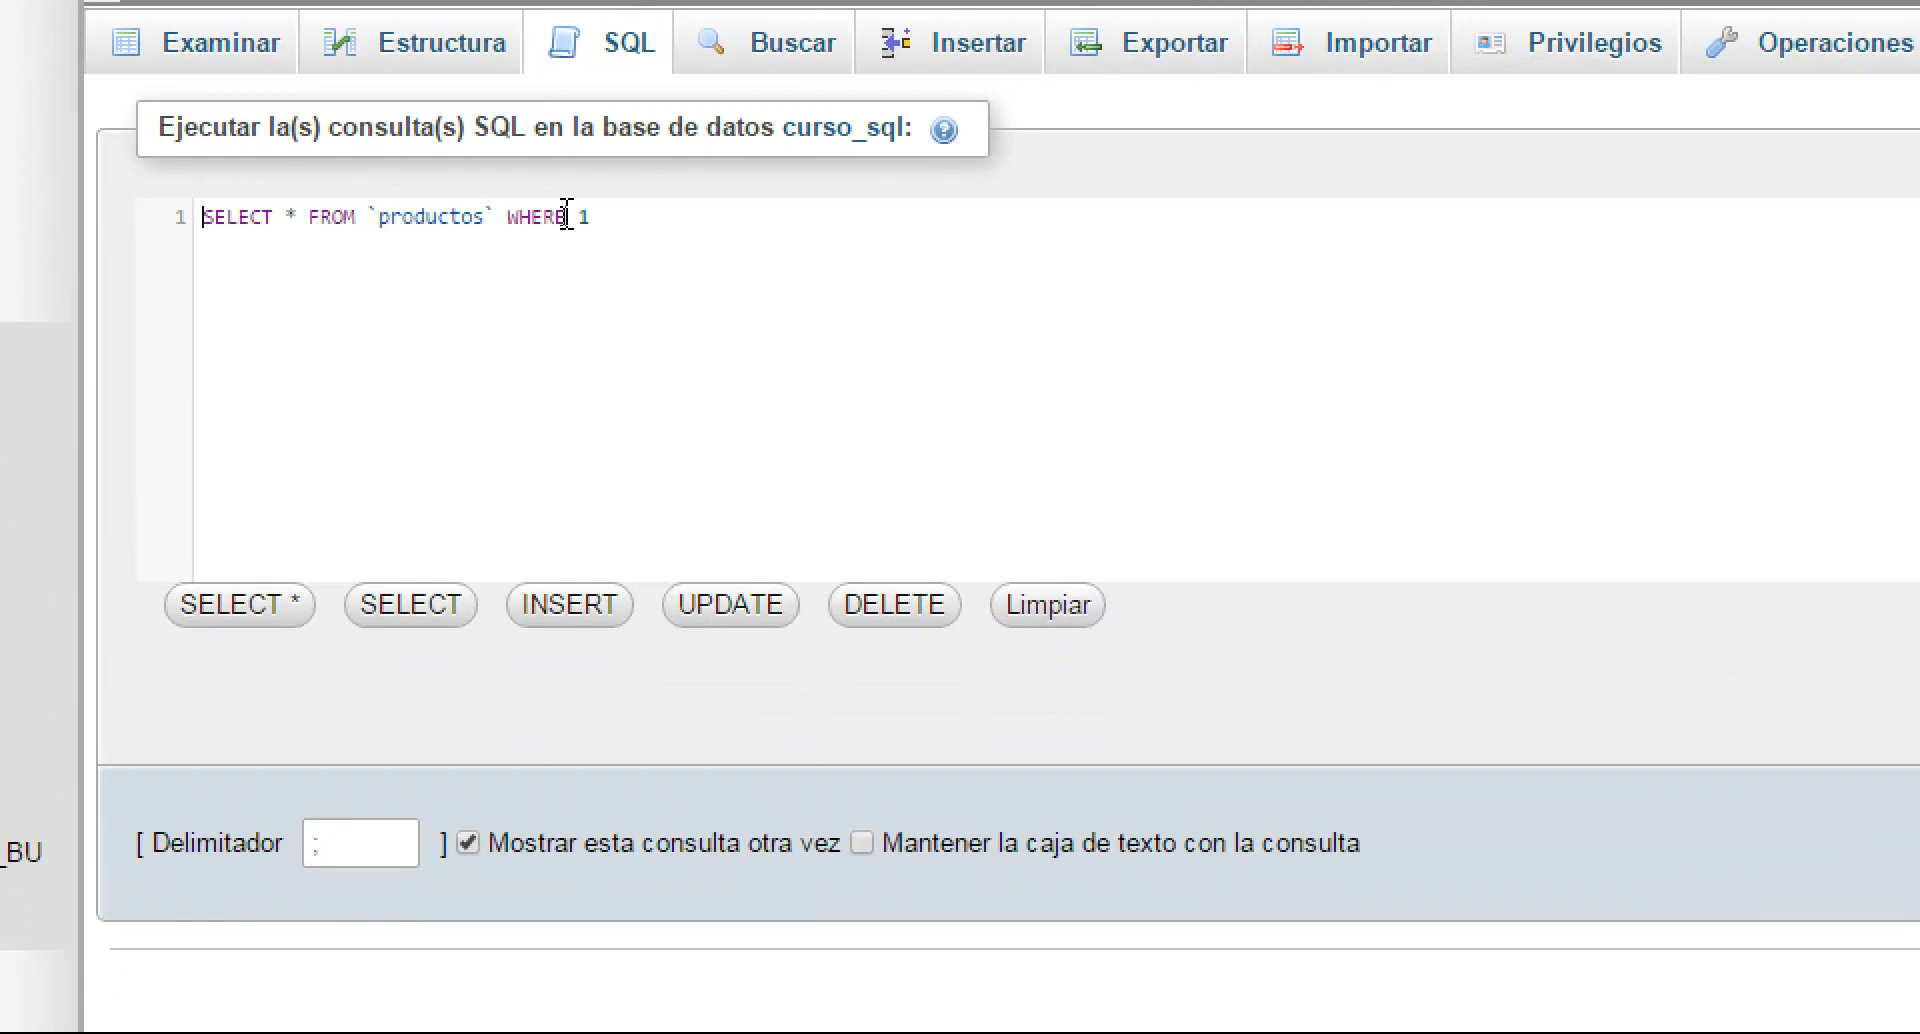 Examinar Estructura SQL Buscar Insertar Exportar Importar Privilegios Operaciones
Ejecutar la(s) consulta(s) SQL en la base de datos curso_sql:
1 SELECT * FROM `productos` WHERE 1
SELECT * SELECT INSERT UPDATE DELETE Limpiar
[ Delimitador ; ] Mostrar esta consulta otra vez Mantener la caja de texto con la consulta
_BU